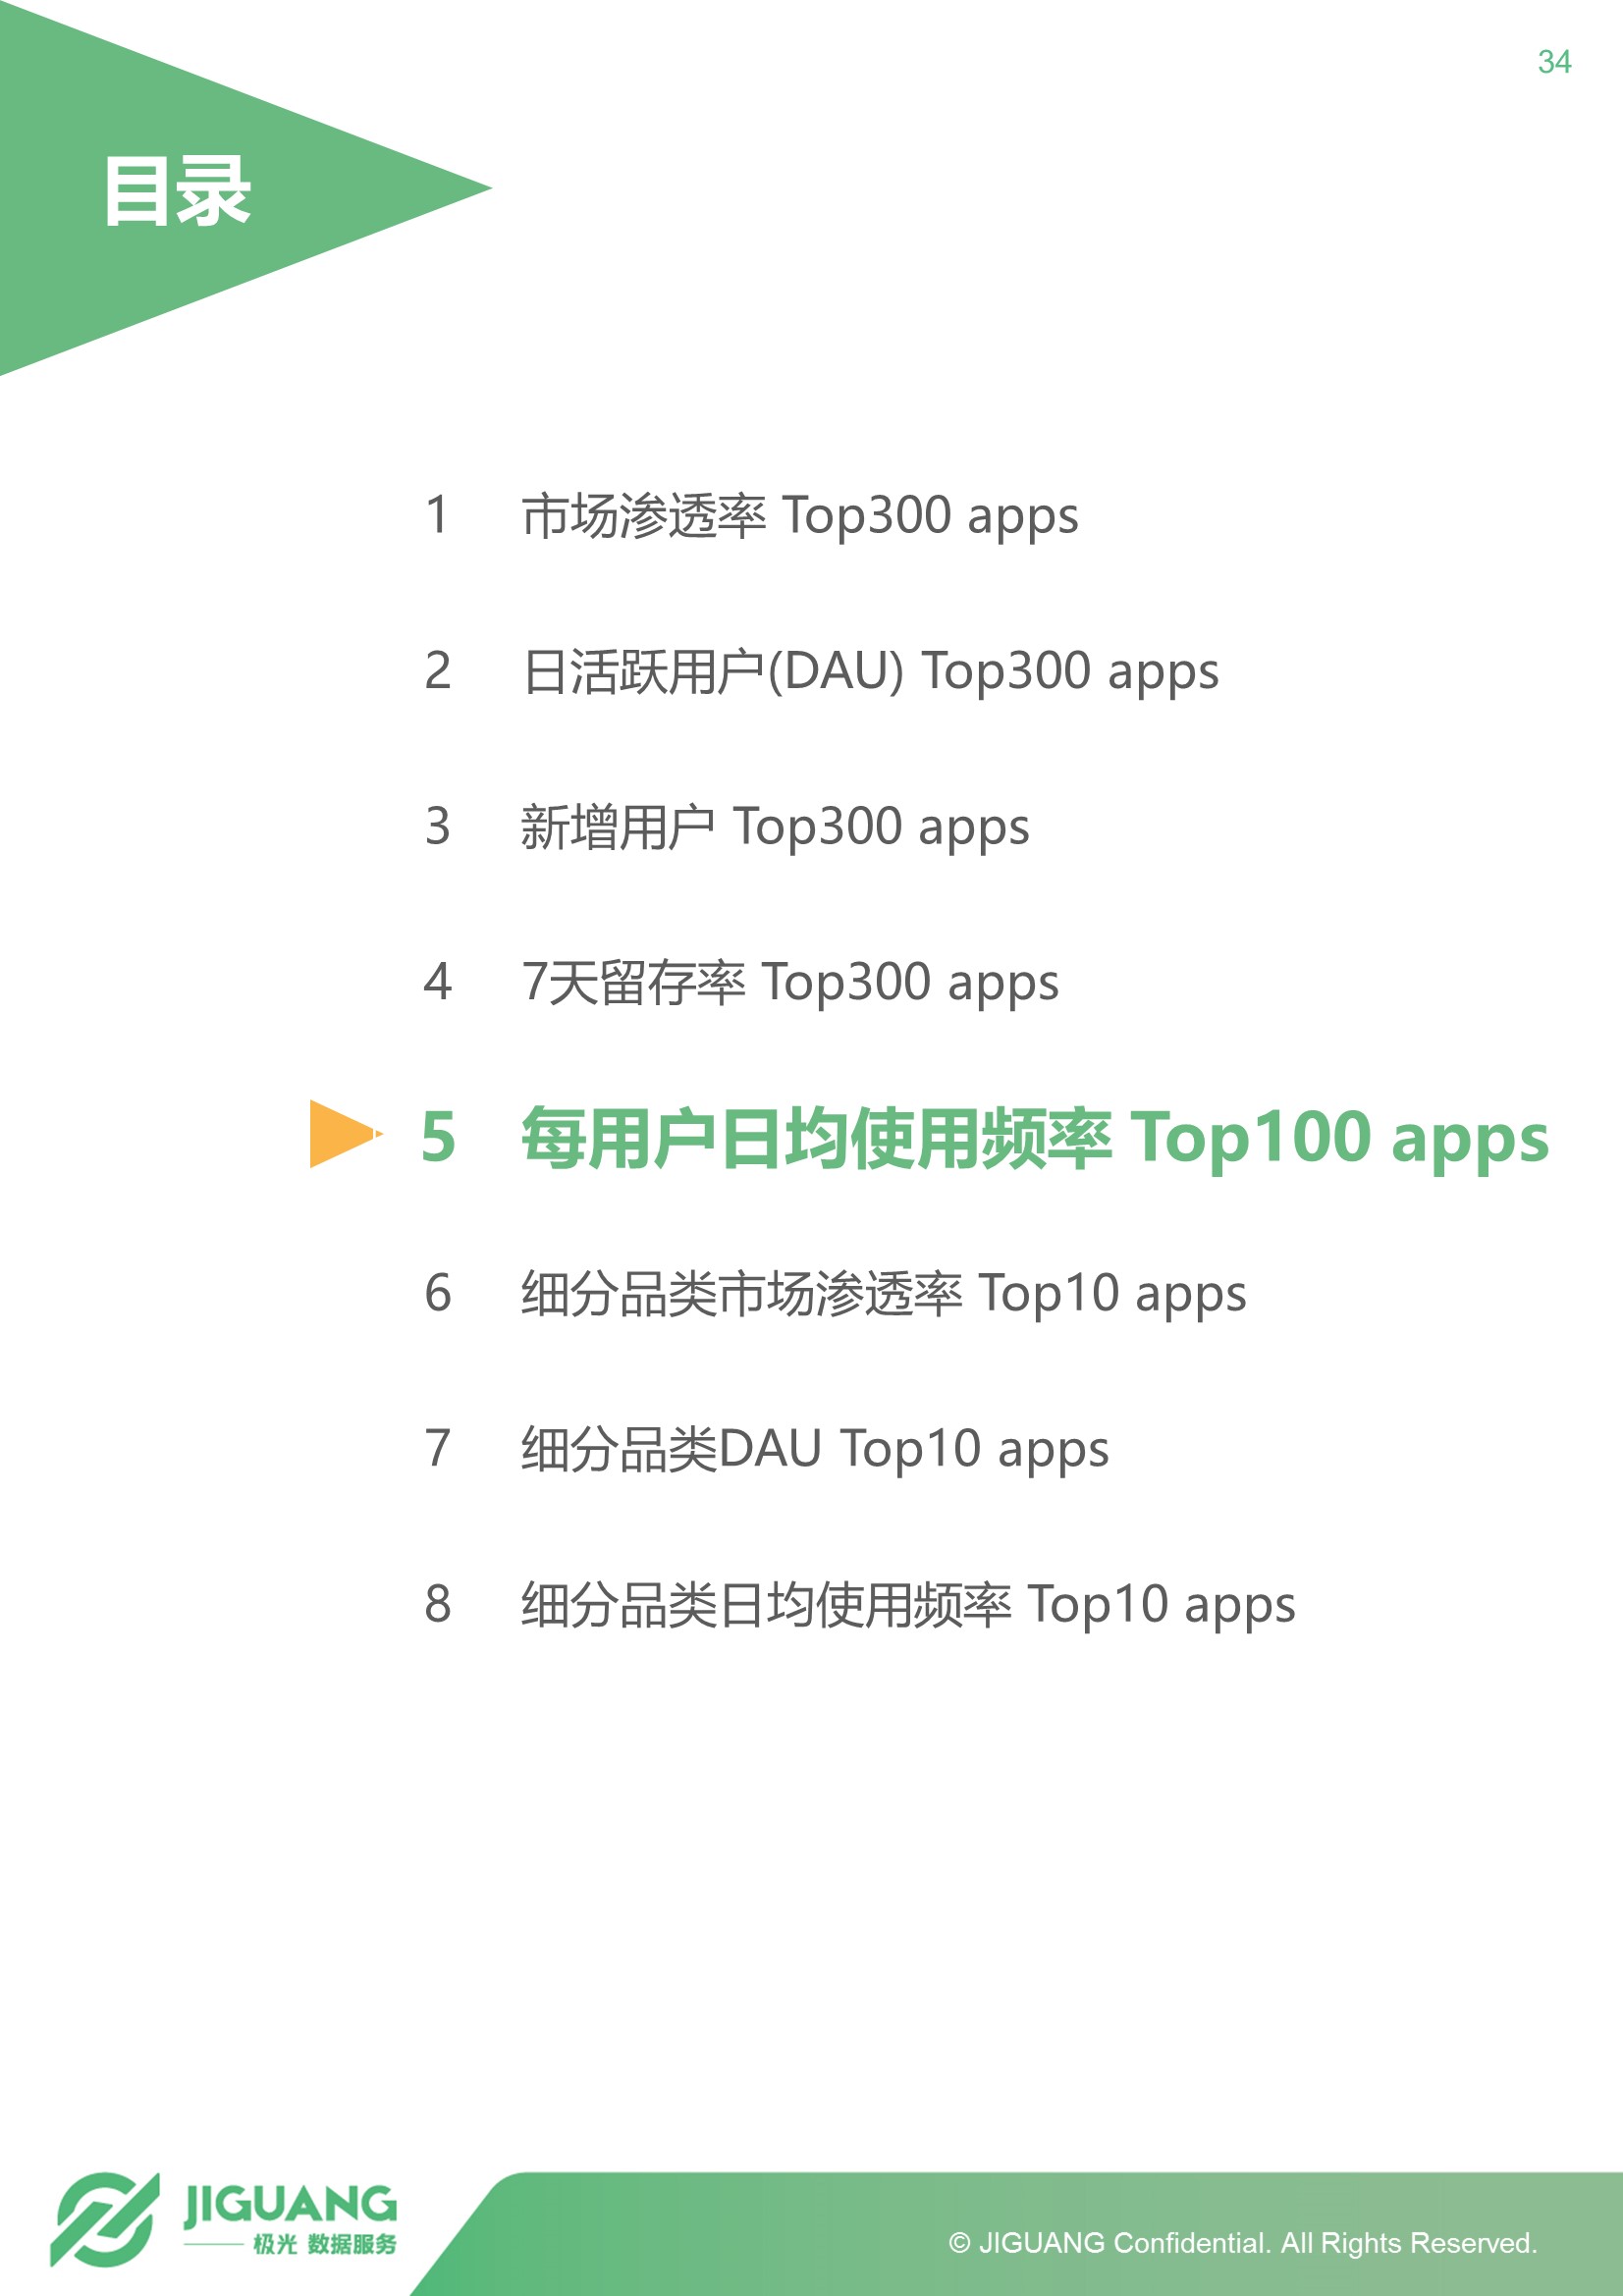 34
目录
1 市场渗透率 Top300 apps
2 日活跃用户(DAU) Top300 apps
3 新增用户 Top300 apps
4 7天留存率 Top300 apps
5 每用户日均使用频率 Top100 apps
6 细分品类市场渗透率 Top10 apps
7 细分品类DAU Top10 apps
8 细分品类日均使用频率 Top10 apps
JIGUANG
极光 数据服务
© JIGUANG Confidential. All Rights Reserved.